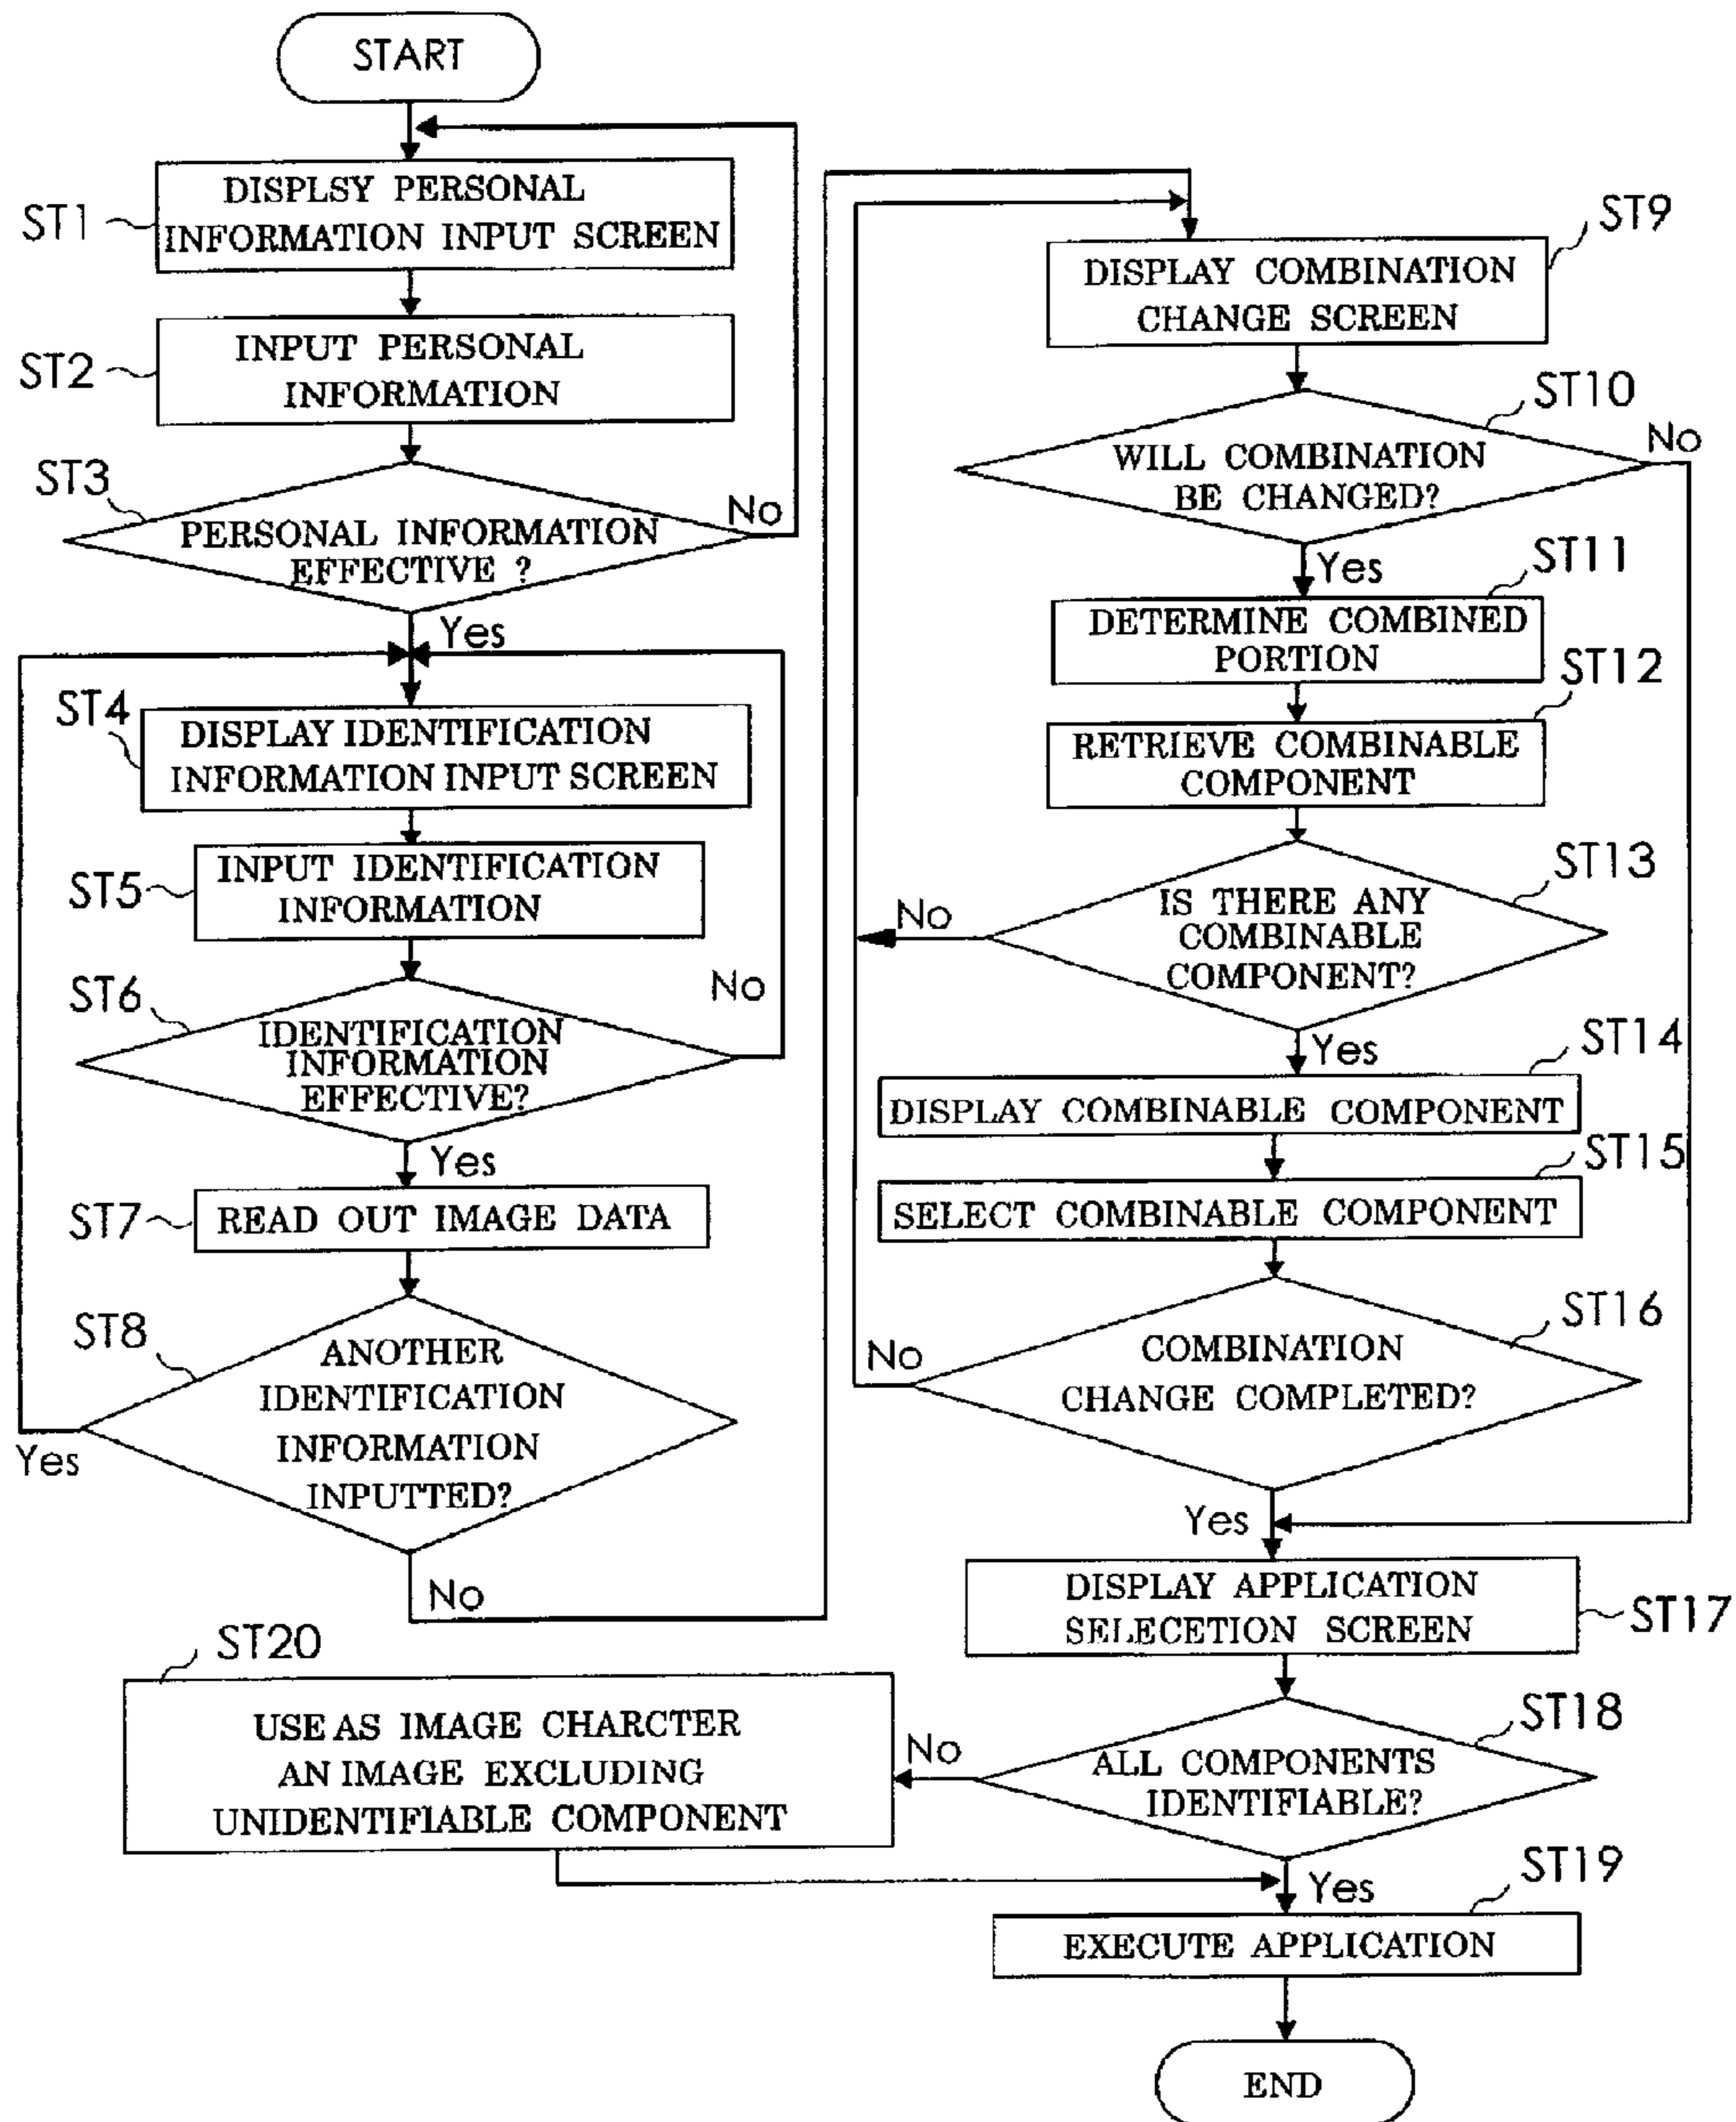 START
ST1
DISPLSY PERSONAL
INFORMATION INPUT SCREEN
ST2
INPUT PERSONAL
INFORMATION
ST3
PERSONAL INFORMATION
EFFECTIVE ?
No
Yes
ST4
DISPLAY IDENTIFICATION
INFORMATION INPUT SCREEN
ST5
INPUT IDENTIFICATION
INFORMATION
ST6
IDENTIFICATION
INFORMATION
EFFECTIVE?
No
Yes
ST7
READ OUT IMAGE DATA
ST8
ANOTHER
IDENTIFICATION
INFORMATION
INPUTTED?
Yes
No
ST9
DISPLAY COMBINATION
CHANGE SCREEN
ST10
WILL COMBINATION
BE CHANGED?
No
Yes
ST11
DETERMINE COMBINED
PORTION
ST12
RETRIEVE COMBINABLE
COMPONENT
ST13
IS THERE ANY
COMBINABLE
COMPONENT?
No
Yes
ST14
DISPLAY COMBINABLE COMPONENT
ST15
SELECT COMBINABLE COMPONENT
ST16
COMBINATION
CHANGE COMPLETED?
No
Yes
ST17
DISPLAY APPLICATION
SELECETION SCREEN
ST18
ALL COMPONENTS
IDENTIFIABLE?
No
Yes
ST20
USE AS IMAGE CHARCTER
AN IMAGE EXCLUDING
UNIDENTIFIABLE COMPONENT
ST19
EXECUTE APPLICATION
END